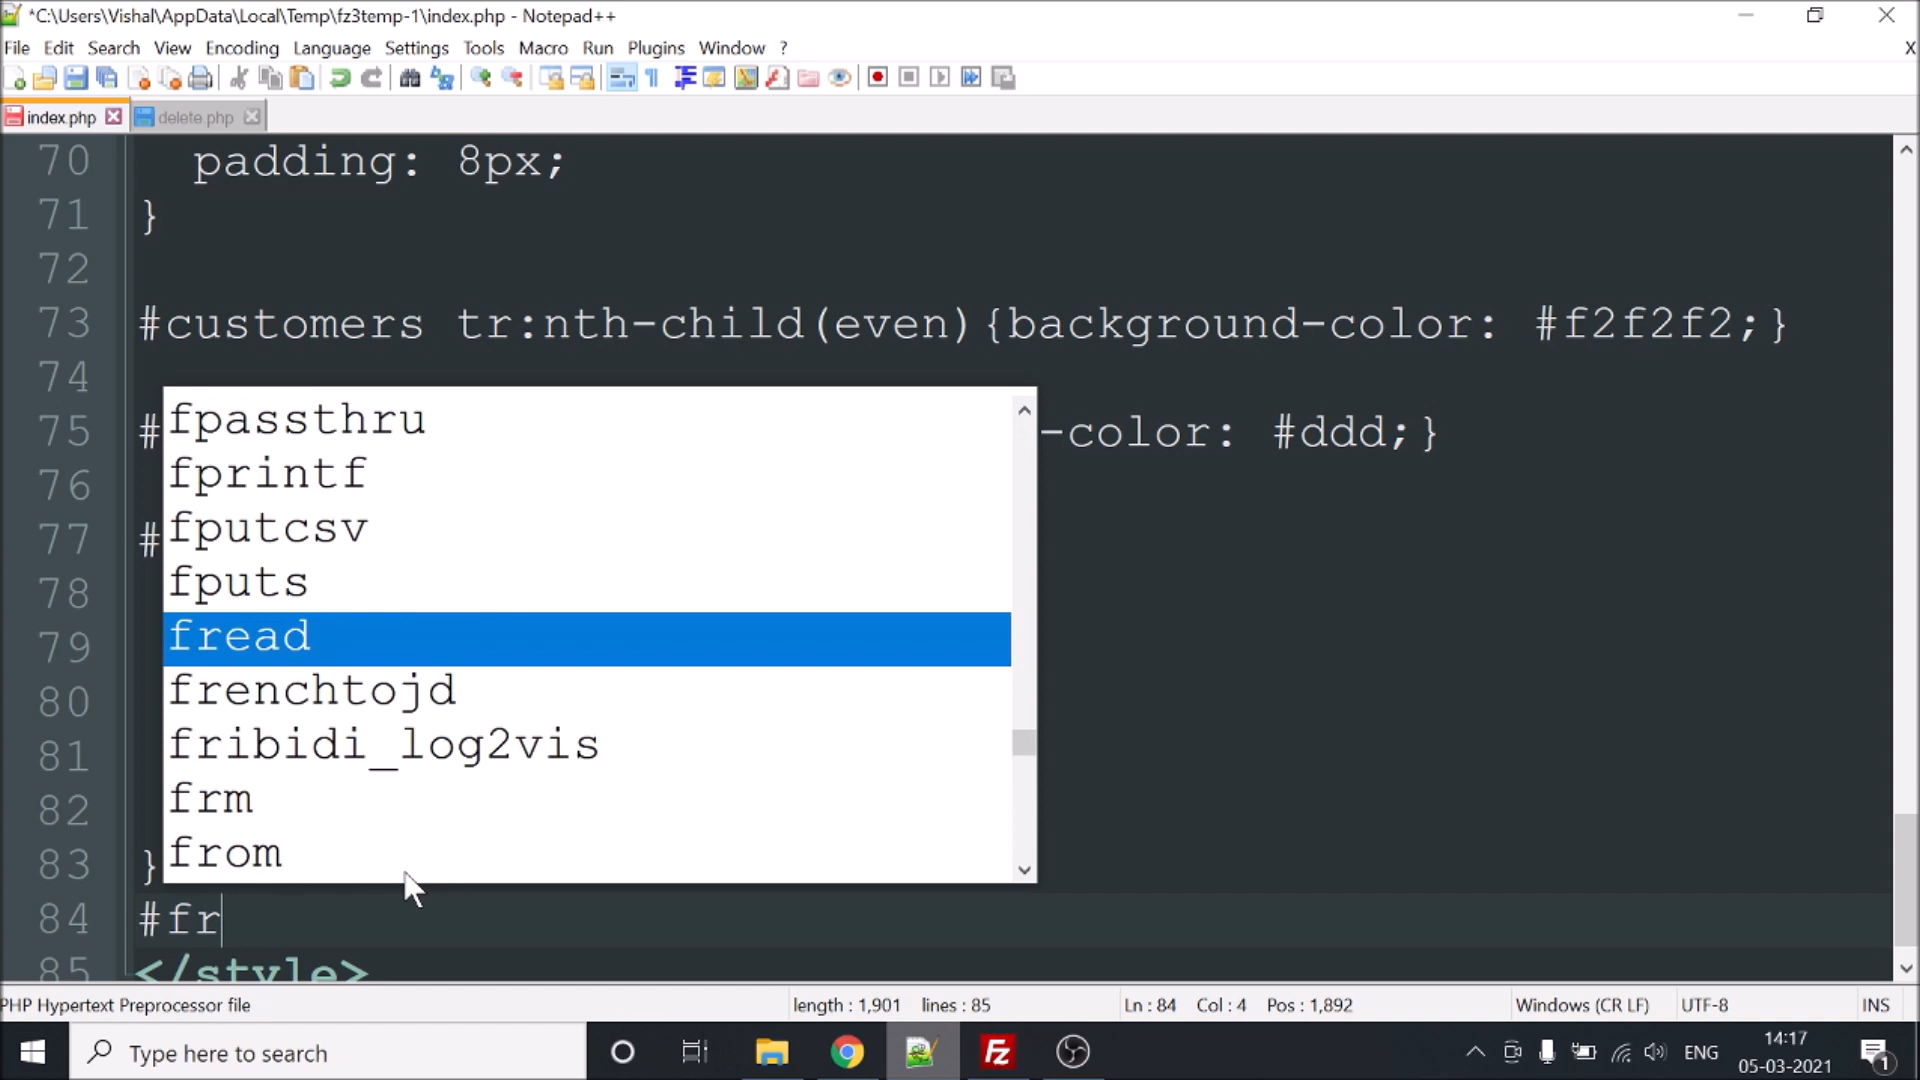 *C:\Users\Vishal\AppData\Local\Temp\fz3temp-1\index.php - Notepad++
File Edit Search View Encoding Language Settings Tools Macro Run Plugins Window ? X
index.php delete.php
70 padding: 8px;
71 }
72
73 #customers tr:nth-child(even){background-color: #f2f2f2;}
74
75 # -color: #ddd;}
76
77 #
78
79
80
81
82
83 }
fpassthru
fprintf
fputcsv
fputs
fread
frenchtojd
fribidi_log2vis
frm
from
84 #fr
85 </style>
PHP Hypertext Preprocessor file length : 1,901 lines : 85 Ln : 84 Col : 4 Pos : 1,892 Windows (CR LF) UTF-8 INS
Type here to search ENG 14:17
05-03-2021 1